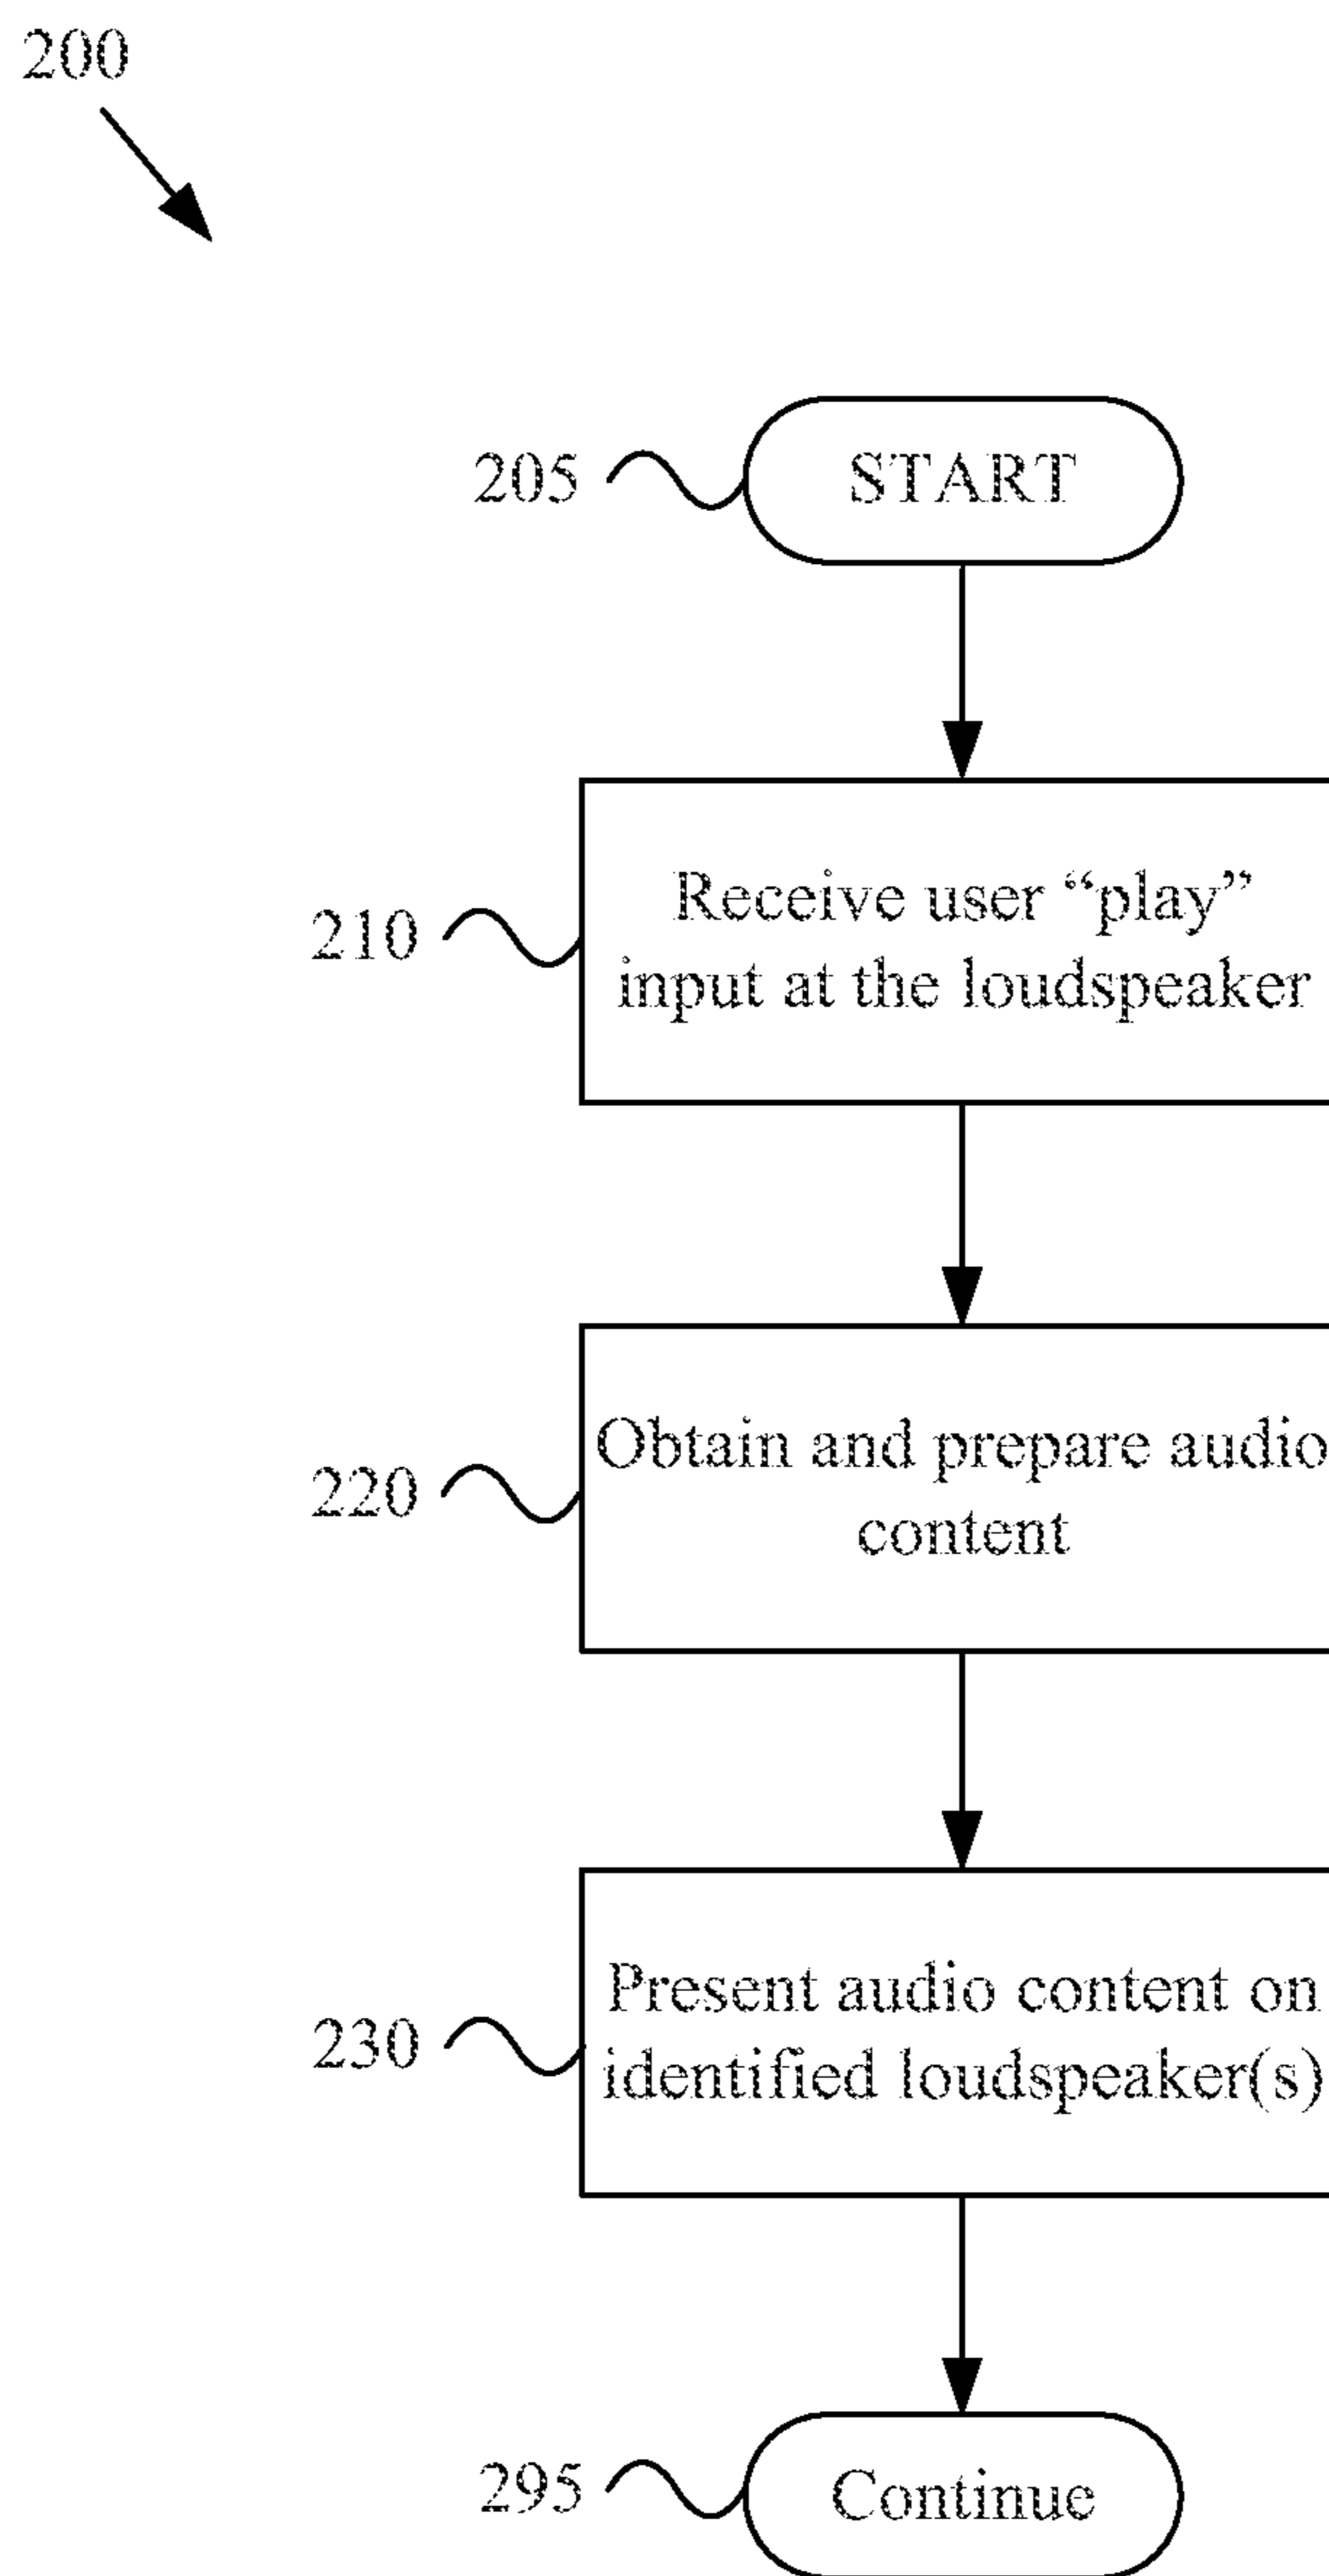 200
205
START
210
Receive user “play”
input at the loudspeaker
220
Obtain and prepare audio
content
230
Present audio content on
identified loudspeaker(s)
295
Continue